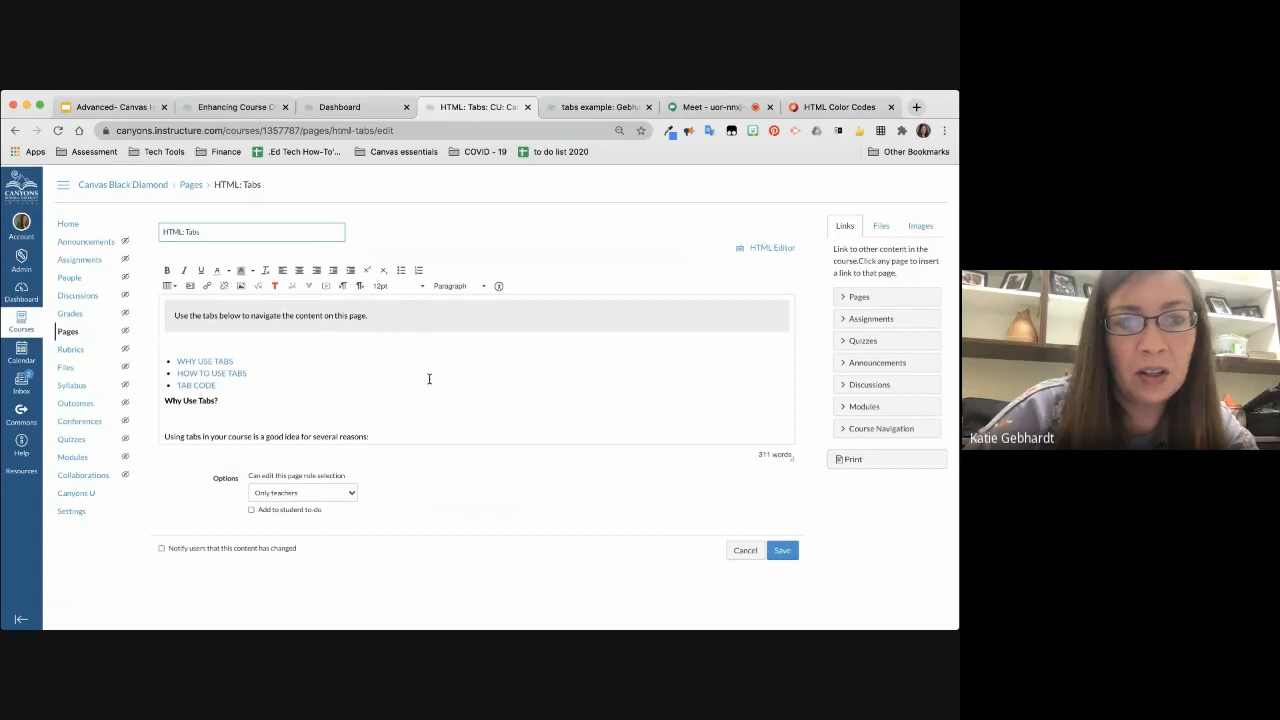 Advanced- Canvas H
Enhancing Course C
Dashboard
HTML: Tabs: CU: Ca
tabs example: Gebh
Meet - uor-nnxj-
HTML Color Codes
canyons.instructure.com/courses/1357787/pages/html-tabs/edit
Apps
Assessment
Tech Tools
Finance
.Ed Tech How-To'...
Canvas essentials
COVID - 19
to do list 2020
Other Bookmarks
CANYONS
Account
Admin
Dashboard
Courses
Calendar
2
Inbox
Commons
Help
Resources
Canvas Black Diamond > Pages > HTML: Tabs
Home
Announcements
Assignments
People
Discussions
Grades
Pages
Rubrics
Files
Syllabus
Outcomes
Conferences
Quizzes
Modules
Collaborations
Canyons U
Settings
HTML: Tabs
HTML Editor
B I U A A
12pt
Paragraph
Use the tabs below to navigate the content on this page.
WHY USE TABS
HOW TO USE TABS
TAB CODE
Why Use Tabs?
Using tabs in your course is a good idea for several reasons:
311 words
Options
Can edit this page role selection
Only teachers
Add to student to-do
Notify users that this content has changed
Cancel
Save
Links
Files
Images
Link to other content in the
course.Click any page to insert
a link to that page.
Pages
Assignments
Quizzes
Announcements
Discussions
Modules
Course Navigation
Print
Katie Gebhardt